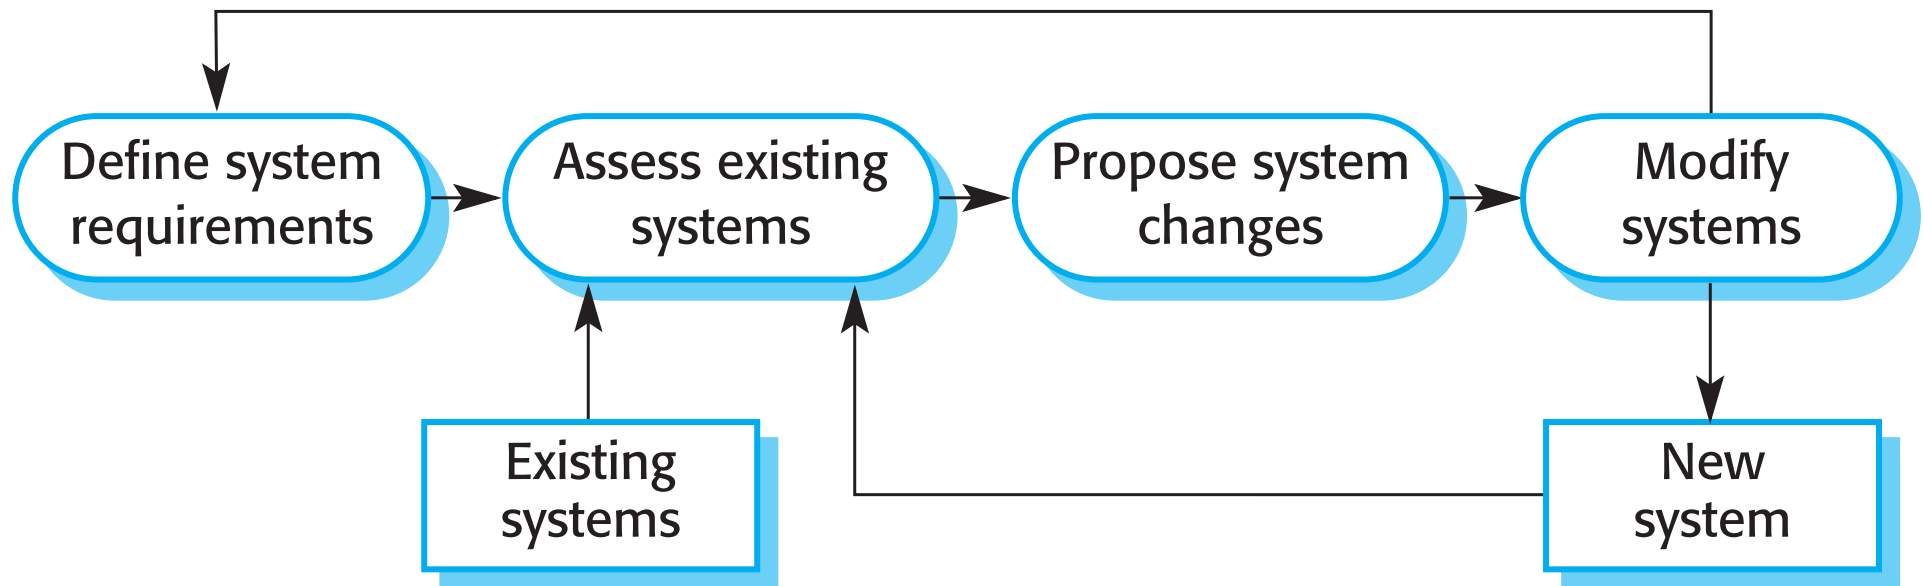 Define system
requirements
Assess existing
systems
Propose system
changes
Modify
systems
Existing
systems
New
system